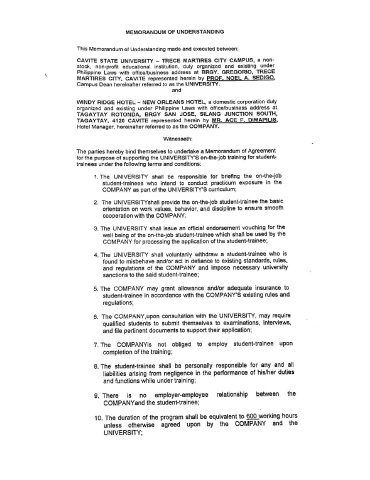 MEMORANDUM OF UNDERSTANDING
This Memorandum of Understanding made and executed between:
CAVITE STATE UNIVERSITY – TRECE MARTIRES CITY CAMPUS, a non-
stock, non-profit educational institution, duly organized and existing under
Philippine Laws with office/business address at BRGY. GREGORIO, TRECE
MARTIRES CITY, CAVITE represented herein by PROF. NOEL A. SEDIGO,
Campus Dean hereinafter referred to as the UNIVERSITY.
and
WINDY RIDGE HOTEL – NEW ORLEANS HOTEL, a domestic corporation duly
organized and existing under Philippine Laws with office/business address at
TAGAYTAY ROTONDA, BRGY SAN JOSE, SILANG JUNCTION SOUTH,
TAGAYTAY, 4120 CAVITE represented herein by MR. ACE F. DIMAPILIS,
Hotel Manager, hereinafter referred to as the COMPANY.
Witnesseth:
The parties hereby bind themselves to undertake a Memorandum of Agreement
for the purpose of supporting the UNIVERSITY'S on-the-job training for student-
trainees under the following terms and conditions:
1. The UNIVERSITY shall be responsible for briefing the on-the-job
student-trainees who intend to conduct practicum exposure in the
COMPANY as part of the UNIVERSITY'S curriculum;
2. The UNIVERSITYshall provide the on-the-job student-trainee the basic
orientation on work values, behavior, and discipline to ensure smooth
cooperation with the COMPANY;
3. The UNIVERSITY shall issue an official endorsement vouching for the
well being of the on-the-job student-trainee which shall be used by the
COMPANY for processing the application of the student-trainee;
4. The UNIVERSITY shall voluntarily withdraw a student-trainee who is
found to misbehave and/or act in defiance to existing standards, rules,
and regulations of the COMPANY and impose necessary university
sanctions to the said student-trainee;
5. The COMPANY may grant allowance and/or adequate insurance to
student-trainee in accordance with the COMPANY'S existing rules and
regulations;
6. The COMPANY,upon consultation with the UNIVERSITY, may require
qualified students to submit themselves to examinations, interviews,
and file pertinent documents to support their application;
7. The COMPANYis not obliged to employ student-trainee upon
completion of the training;
8. The student-trainee shall be personally responsible for any and all
liabilities arising from negligence in the performance of his/her duties
and functions while under training;
9. There is no employer-employee relationship between the
COMPANYand the student-trainee;
10. The duration of the program shall be equivalent to 600 working hours
unless otherwise agreed upon by the COMPANY and the
UNIVERSITY;